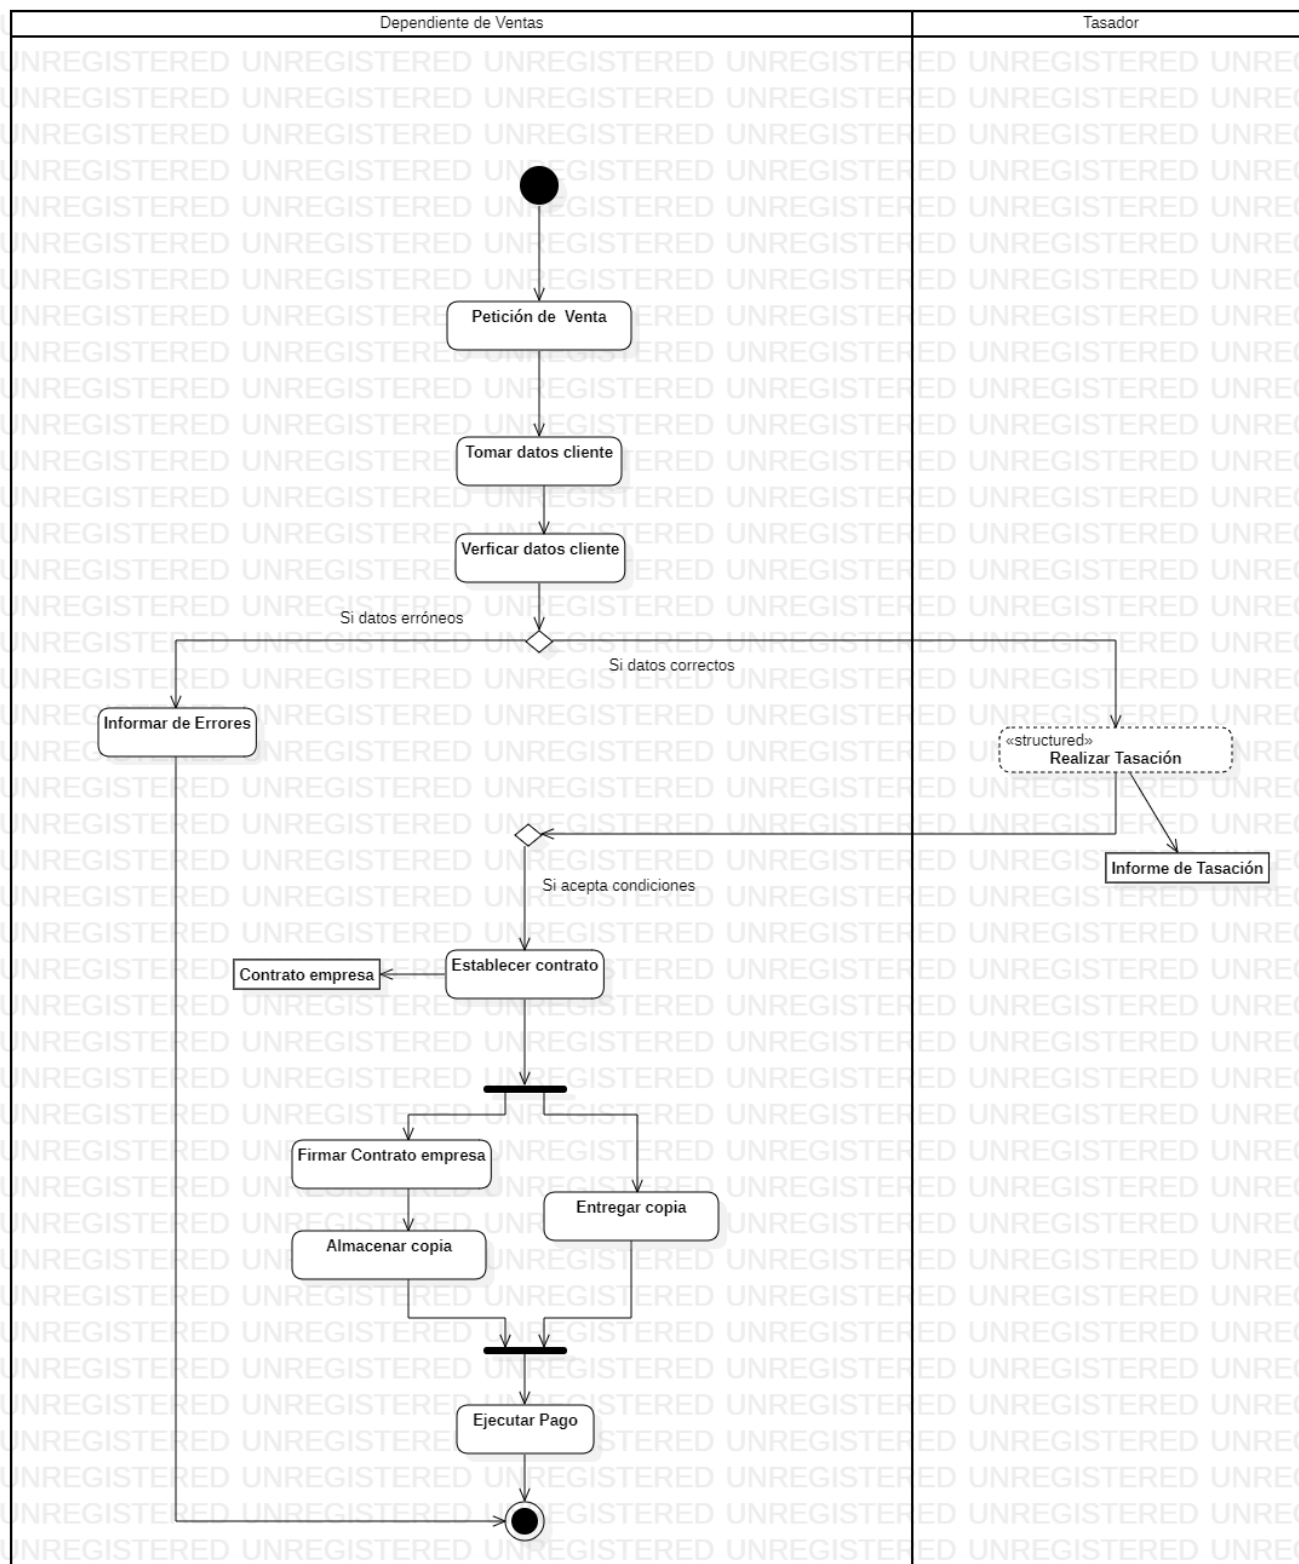 Dependiente de Ventas
Tasador
Petición de Venta
Tomar datos cliente
Verficar datos cliente
Si datos erróneos
Si datos correctos
Informar de Errores
«structured»
Realizar Tasación
Informe de Tasación
Si acepta condiciones
Establecer contrato
Contrato empresa
Firmar Contrato empresa
Entregar copia
Almacenar copia
Ejecutar Pago
UNREGISTERED